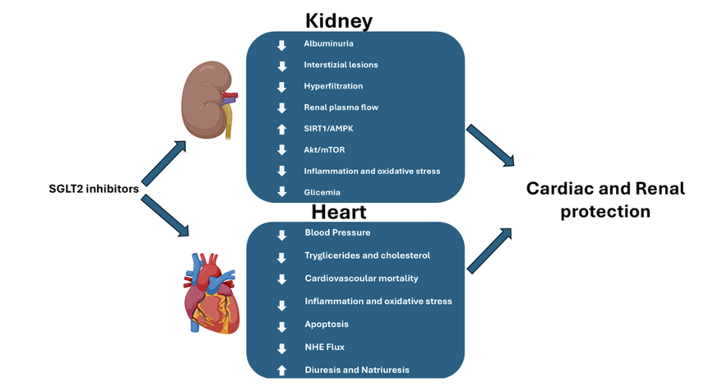 Kidney
Albuminuria
Interstizial lesions
Hyperfiltration
Renal plasma flow
SIRT1/AMPK
Akt/mTOR
Inflammation and oxidative stress
Glicemia
SGLT2 inhibitors
Heart
Blood Pressure
Tryglicerides and cholesterol
Cardiovascoular mortality
Inflammation and oxidative stress
Apoptosis
NHE Flux
Diuresis and Natriuresis
Cardiac and Renal
protection